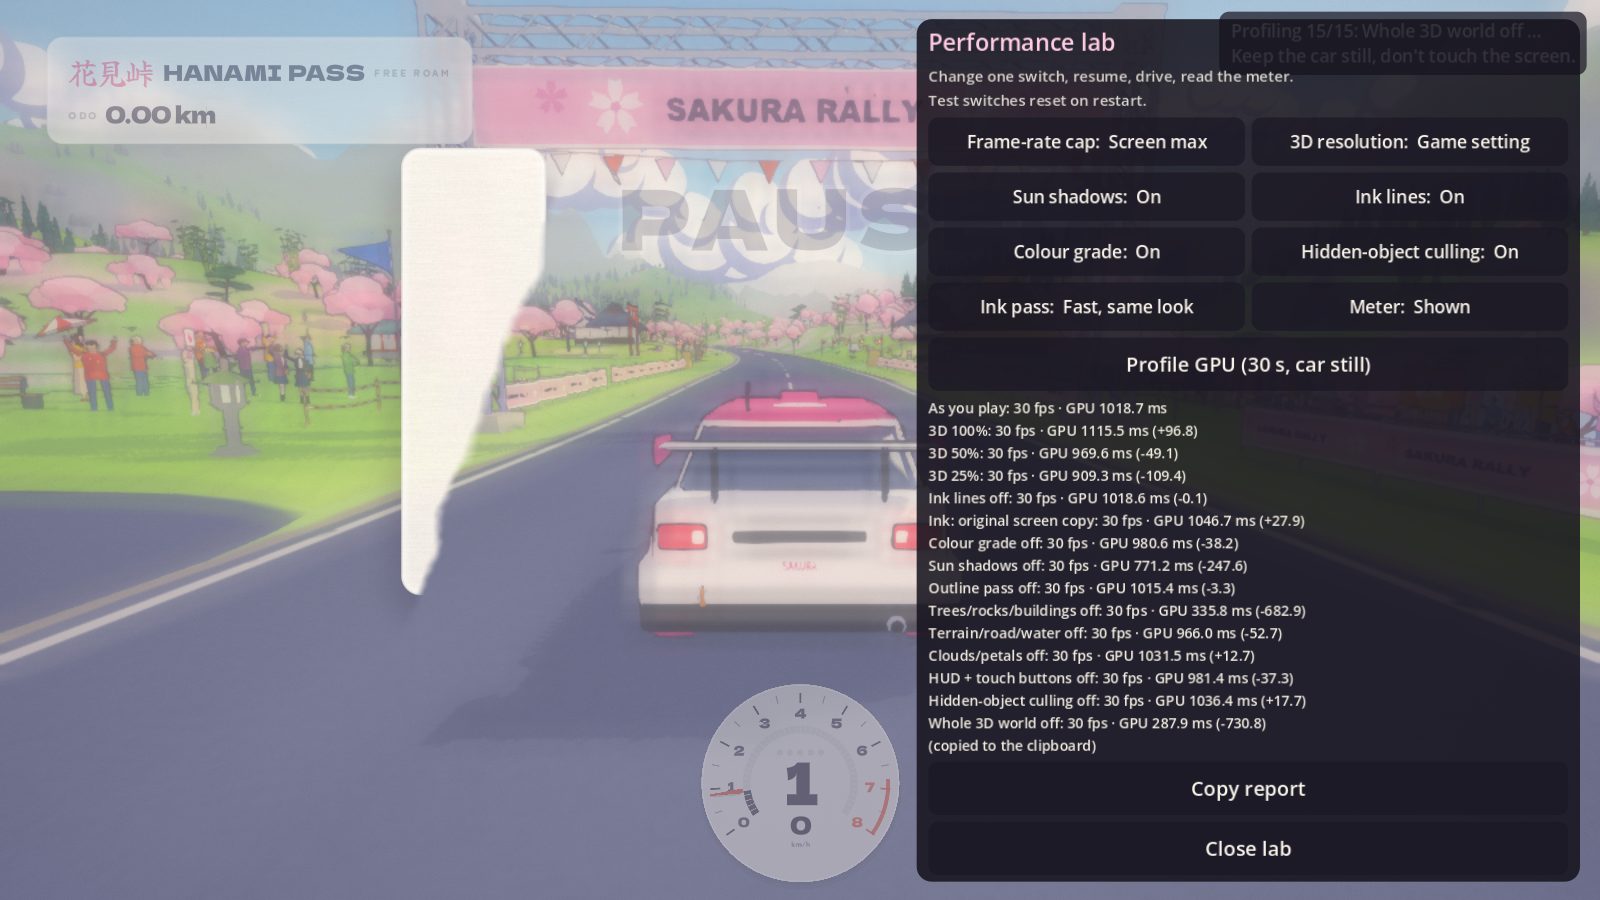 花見峠 HANAMI PASS FREE ROAM
ODO 0.00 km
SAKURA RALLY
PAUS
SAKURA
0 1 2 3 4 5 6 7 8
1
0
km/h
Profiling 15/15: Whole 3D world off ...
Keep the car still, don't touch the screen.
Performance lab
Change one switch, resume, drive, read the meter.
Test switches reset on restart.
Frame-rate cap: Screen max
3D resolution: Game setting
Sun shadows: On
Ink lines: On
Colour grade: On
Hidden-object culling: On
Ink pass: Fast, same look
Meter: Shown
Profile GPU (30 s, car still)
As you play: 30 fps · GPU 1018.7 ms
3D 100%: 30 fps · GPU 1115.5 ms (+96.8)
3D 50%: 30 fps · GPU 969.6 ms (-49.1)
3D 25%: 30 fps · GPU 909.3 ms (-109.4)
Ink lines off: 30 fps · GPU 1018.6 ms (-0.1)
Ink: original screen copy: 30 fps · GPU 1046.7 ms (+27.9)
Colour grade off: 30 fps · GPU 980.6 ms (-38.2)
Sun shadows off: 30 fps · GPU 771.2 ms (-247.6)
Outline pass off: 30 fps · GPU 1015.4 ms (-3.3)
Trees/rocks/buildings off: 30 fps · GPU 335.8 ms (-682.9)
Terrain/road/water off: 30 fps · GPU 966.0 ms (-52.7)
Clouds/petals off: 30 fps · GPU 1031.5 ms (+12.7)
HUD + touch buttons off: 30 fps · GPU 981.4 ms (-37.3)
Hidden-object culling off: 30 fps · GPU 1036.4 ms (+17.7)
Whole 3D world off: 30 fps · GPU 287.9 ms (-730.8)
(copied to the clipboard)
SAKURA RALLY
Copy report
Close lab